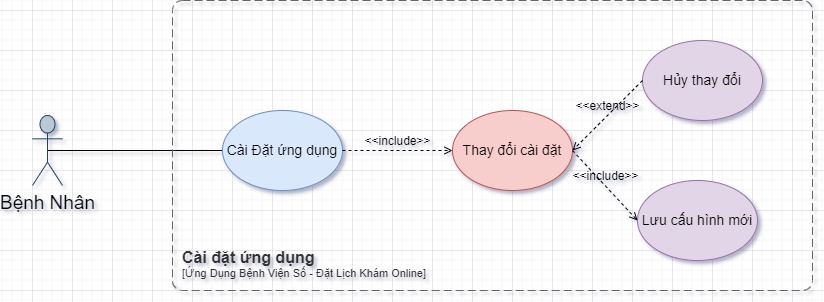 Hủy thay đổi
<<extend>>
Cài Đặt ứng dụng
<<include>>
Thay đổi cài đặt
<<include>>
Bệnh Nhân
Lưu cấu hình mới
Cài đặt ứng dụng
[Ứng Dụng Bệnh Viện Số - Đặt Lịch Khám Online]